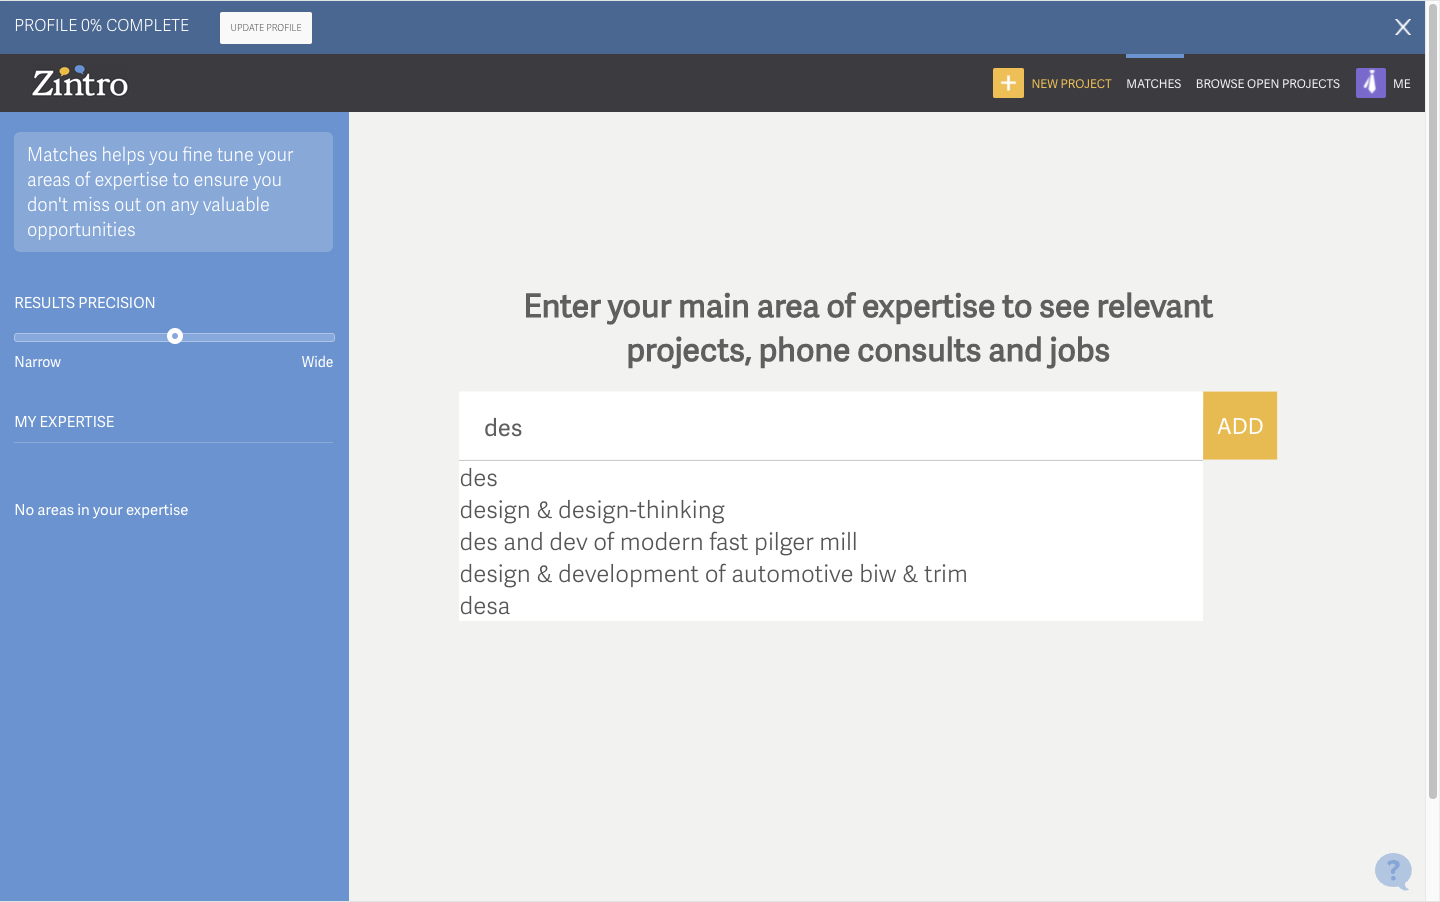 PROFILE 0% COMPLETE
UPDATE PROFILE
X
Zintro
NEW PROJECT
MATCHES
BROWSE OPEN PROJECTS
ME
Matches helps you fine tune your
areas of expertise to ensure you
don't miss out on any valuable
opportunities
RESULTS PRECISION
Narrow
Wide
MY EXPERTISE
No areas in your expertise
Enter your main area of expertise to see relevant
projects, phone consults and jobs
des
ADD
des
design & design-thinking
des and dev of modern fast pilger mill
design & development of automotive biw & trim
desa
?